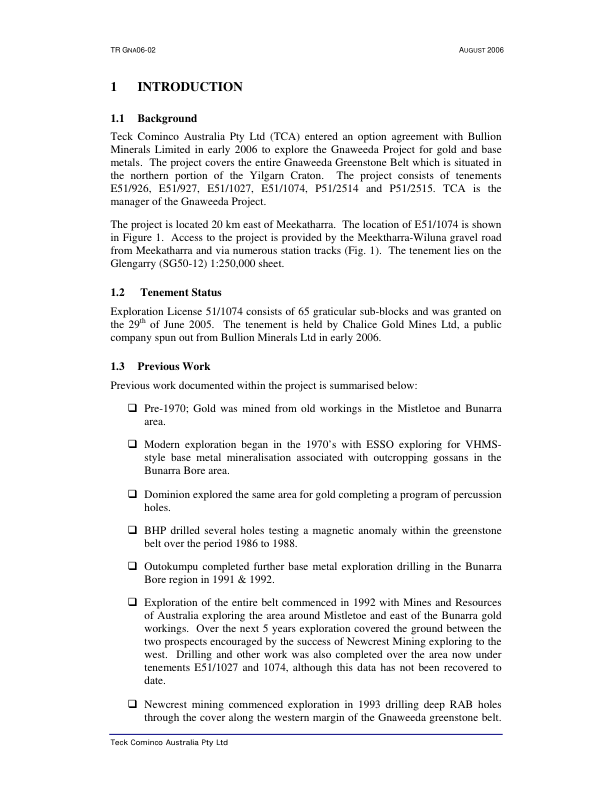 TR GNA06-02 AUGUST 2006
1 INTRODUCTION
1.1 Background
Teck Cominco Australia Pty Ltd (TCA) entered an option agreement with Bullion
Minerals Limited in early 2006 to explore the Gnaweeda Project for gold and base
metals. The project covers the entire Gnaweeda Greenstone Belt which is situated in
the northern portion of the Yilgarn Craton. The project consists of tenements
E51/926, E51/927, E51/1027, E51/1074, P51/2514 and P51/2515. TCA is the
manager of the Gnaweeda Project.
The project is located 20 km east of Meekatharra. The location of E51/1074 is shown
in Figure 1. Access to the project is provided by the Meektharra-Wiluna gravel road
from Meekatharra and via numerous station tracks (Fig. 1). The tenement lies on the
Glengarry (SG50-12) 1:250,000 sheet.
1.2 Tenement Status
Exploration License 51/1074 consists of 65 graticular sub-blocks and was granted on
the 29th of June 2005. The tenement is held by Chalice Gold Mines Ltd, a public
company spun out from Bullion Minerals Ltd in early 2006.
1.3 Previous Work
Previous work documented within the project is summarised below:
❑ Pre-1970; Gold was mined from old workings in the Mistletoe and Bunarra
area.
❑ Modern exploration began in the 1970's with ESSO exploring for VHMS-
style base metal mineralisation associated with outcropping gossans in the
Bunarra Bore area.
❑ Dominion explored the same area for gold completing a program of percussion
holes.
❑ BHP drilled several holes testing a magnetic anomaly within the greenstone
belt over the period 1986 to 1988.
❑ Outokumpu completed further base metal exploration drilling in the Bunarra
Bore region in 1991 & 1992.
❑ Exploration of the entire belt commenced in 1992 with Mines and Resources
of Australia exploring the area around Mistletoe and east of the Bunarra gold
workings. Over the next 5 years exploration covered the ground between the
two prospects encouraged by the success of Newcrest Mining exploring to the
west. Drilling and other work was also completed over the area now under
tenements E51/1027 and 1074, although this data has not been recovered to
date.
❑ Newcrest mining commenced exploration in 1993 drilling deep RAB holes
through the cover along the western margin of the Gnaweeda greenstone belt.
Teck Cominco Australia Pty Ltd